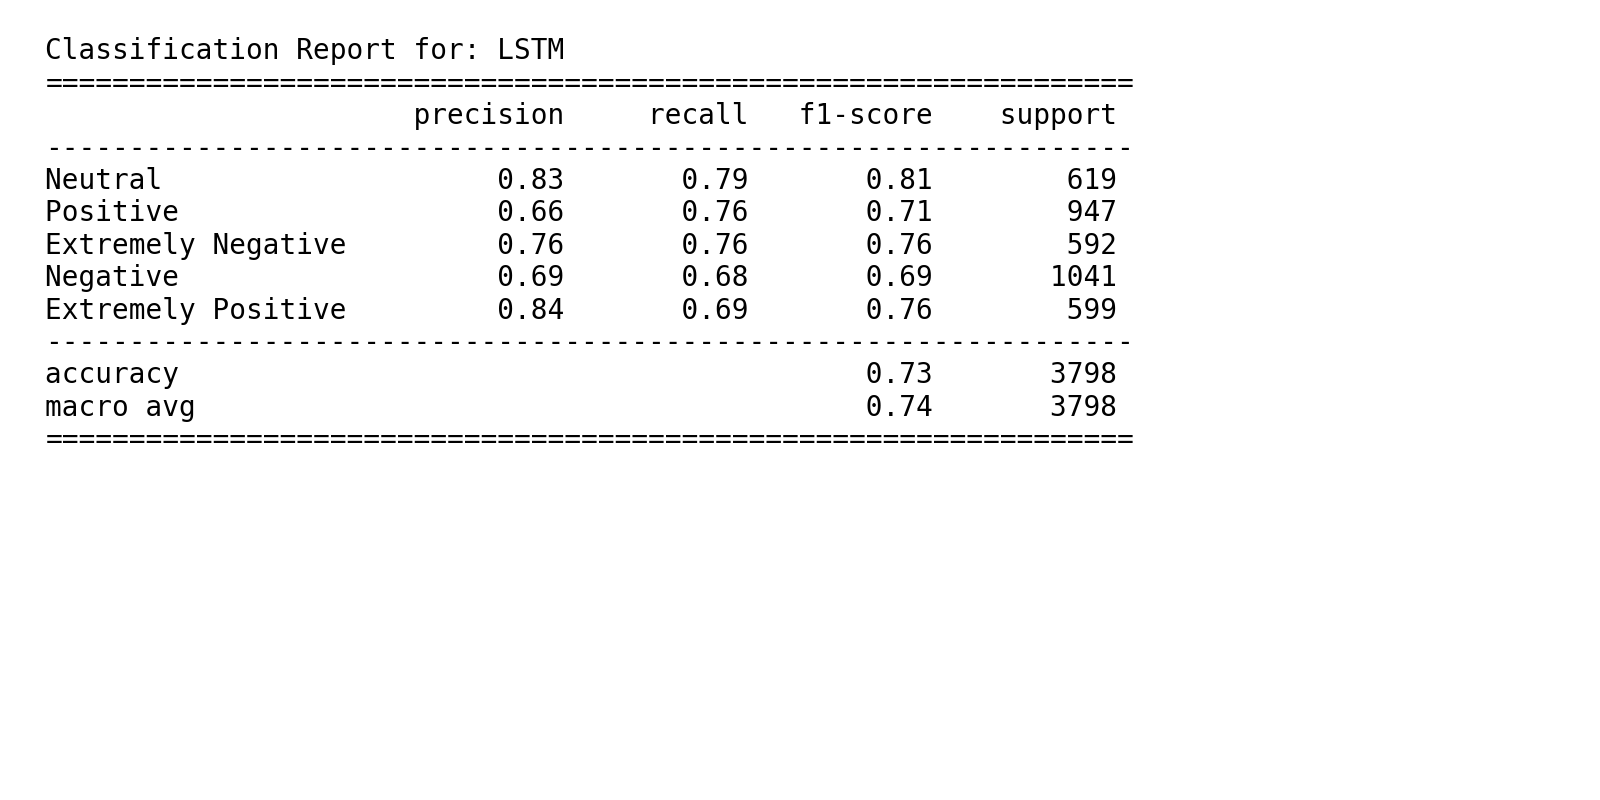 Classification Report for: LSTM
=================================================================
                      precision     recall   f1-score    support
-----------------------------------------------------------------
Neutral                    0.83       0.79       0.81        619
Positive                   0.66       0.76       0.71        947
Extremely Negative         0.76       0.76       0.76        592
Negative                   0.69       0.68       0.69       1041
Extremely Positive         0.84       0.69       0.76        599
-----------------------------------------------------------------
accuracy                                         0.73       3798
macro avg                                        0.74       3798
=================================================================